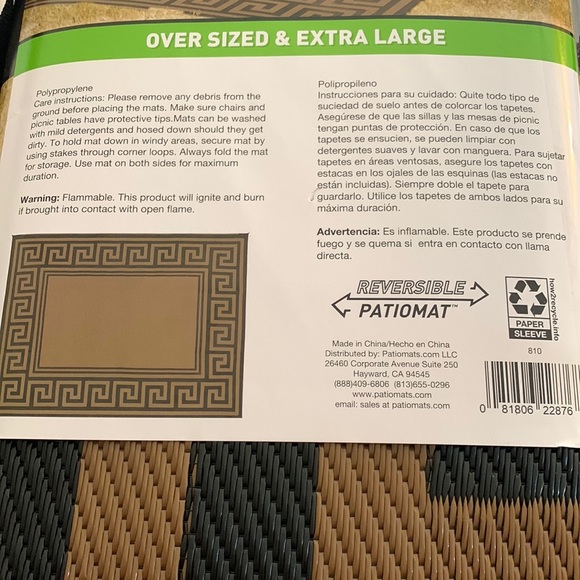 OVER SIZED & EXTRA LARGE
Polypropylene
Care instructions: Please remove any debris from the
ground before placing the mats. Make sure chairs and
picnic tables have protective tips.Mats can be washed
with mild detergents and hosed down should they get
dirty. To hold mat down in windy areas, secure mat by
using stakes through corner loops. Always fold the mat
for storage. Use mat on both sides for maximum
duration.
Warning: Flammable. This product will ignite and burn
if brought into contact with open flame.
Polipropileno
Instrucciones para su cuidado: Quite todo tipo de
suciedad de suelo antes de colorcar los tapetes.
Asegúrese de que las sillas y las mesas de picnic
tengan puntas de protección. En caso de que los
tapetes se ensucien, se pueden limpiar con
detergentes suaves y lavar con manguera. Para sujetar
tapetes en áreas ventosas, asegure los tapetes con
estacas en los ojales de las esquinas (las estacas no
están incluidas). Siempre doble el tapete para
guardarlo. Utilice los tapetes de ambos lados para su
máxima duración.
Advertencia: Es inflamable. Este producto se prende
fuego y se quema si entra en contacto con llama
directa.
REVERSIBLE
PATIOMAT™
Made in China/Hecho en China
Distributed by: Patiomats.com LLC
26460 Corporate Avenue Suite 250
Hayward, CA 94545
(888)409-6806 (813)655-0296
www.patiomats.com
email: sales at patiomats.com
PAPER
SLEEVE
how2recycle.info
810
0 81806 22876